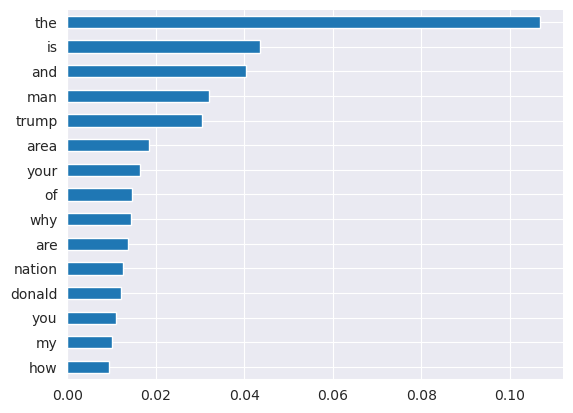 the
is
and
man
trump
area
your
of
why
are
nation
donald
you
my
how
0.00 0.02 0.04 0.06 0.08 0.10